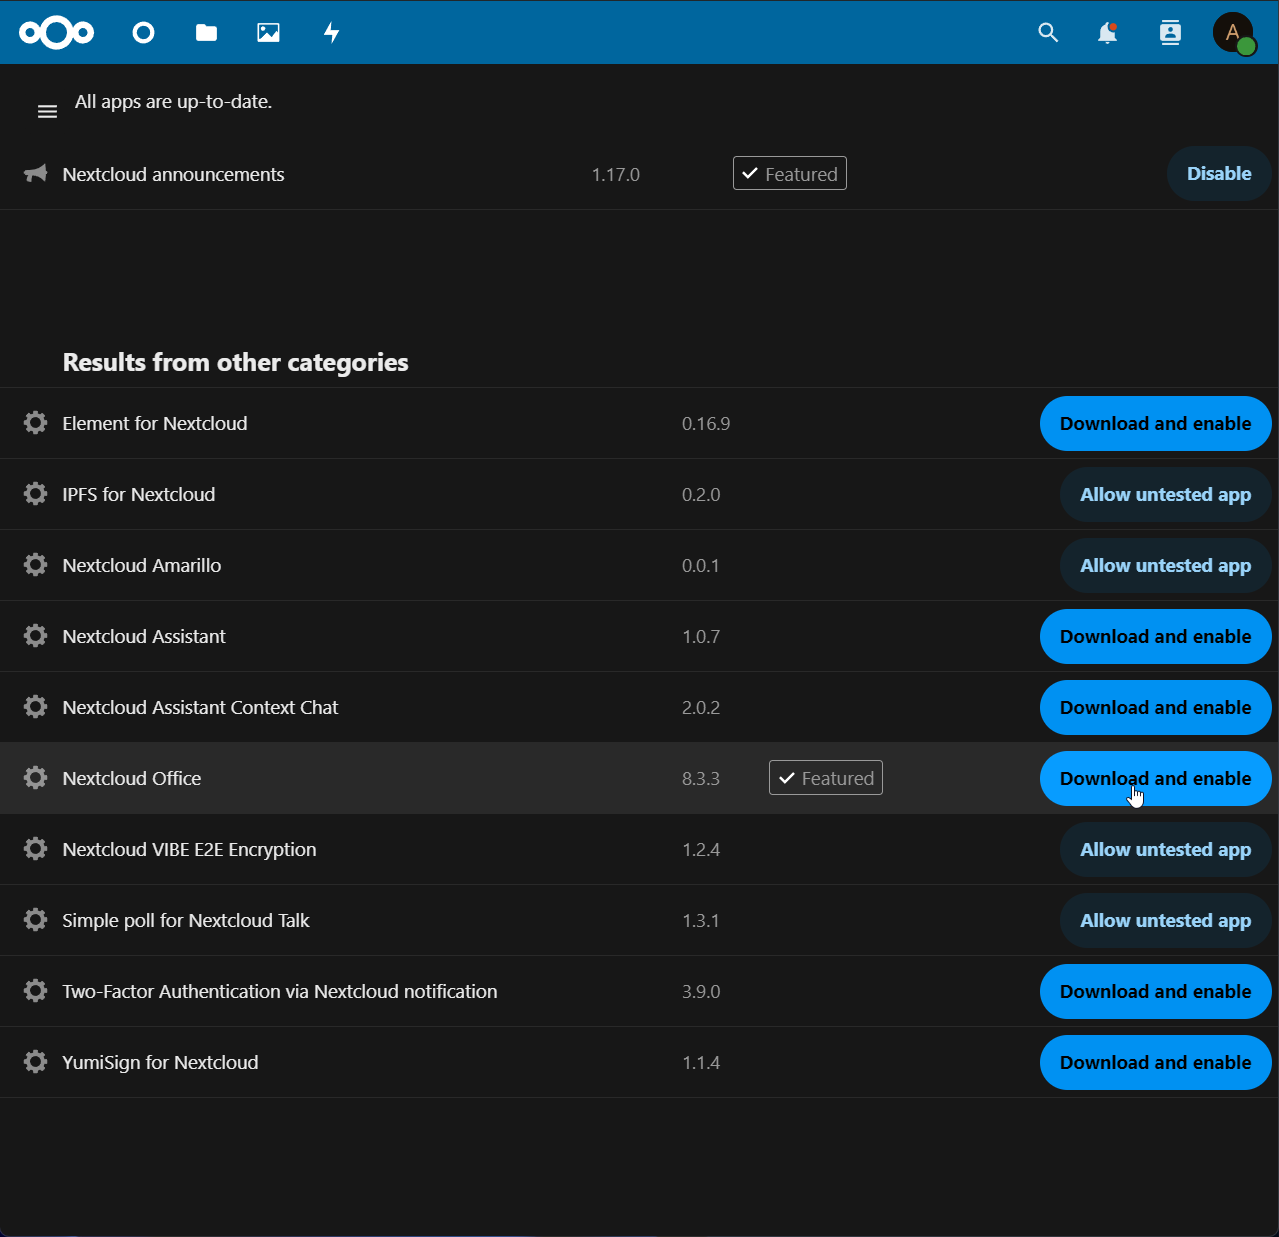 A
All apps are up-to-date.
Nextcloud announcements 1.17.0 Featured Disable
Results from other categories
Element for Nextcloud 0.16.9 Download and enable
IPFS for Nextcloud 0.2.0 Allow untested app
Nextcloud Amarillo 0.0.1 Allow untested app
Nextcloud Assistant 1.0.7 Download and enable
Nextcloud Assistant Context Chat 2.0.2 Download and enable
Nextcloud Office 8.3.3 Featured Download and enable
Nextcloud VIBE E2E Encryption 1.2.4 Allow untested app
Simple poll for Nextcloud Talk 1.3.1 Allow untested app
Two-Factor Authentication via Nextcloud notification 3.9.0 Download and enable
YumiSign for Nextcloud 1.1.4 Download and enable